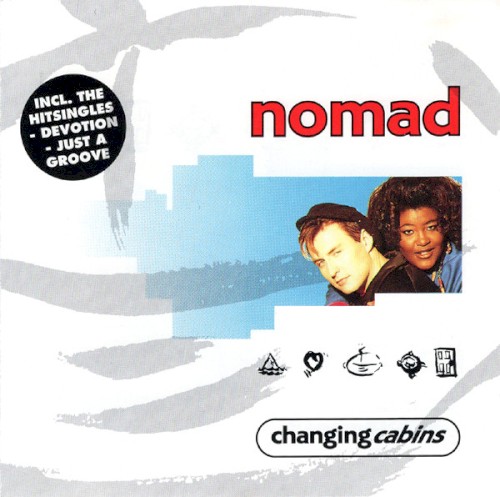 INCL. THE
HITSINGLES
- DEVOTION
- JUST A
GROOVE
nomad
changing cabins